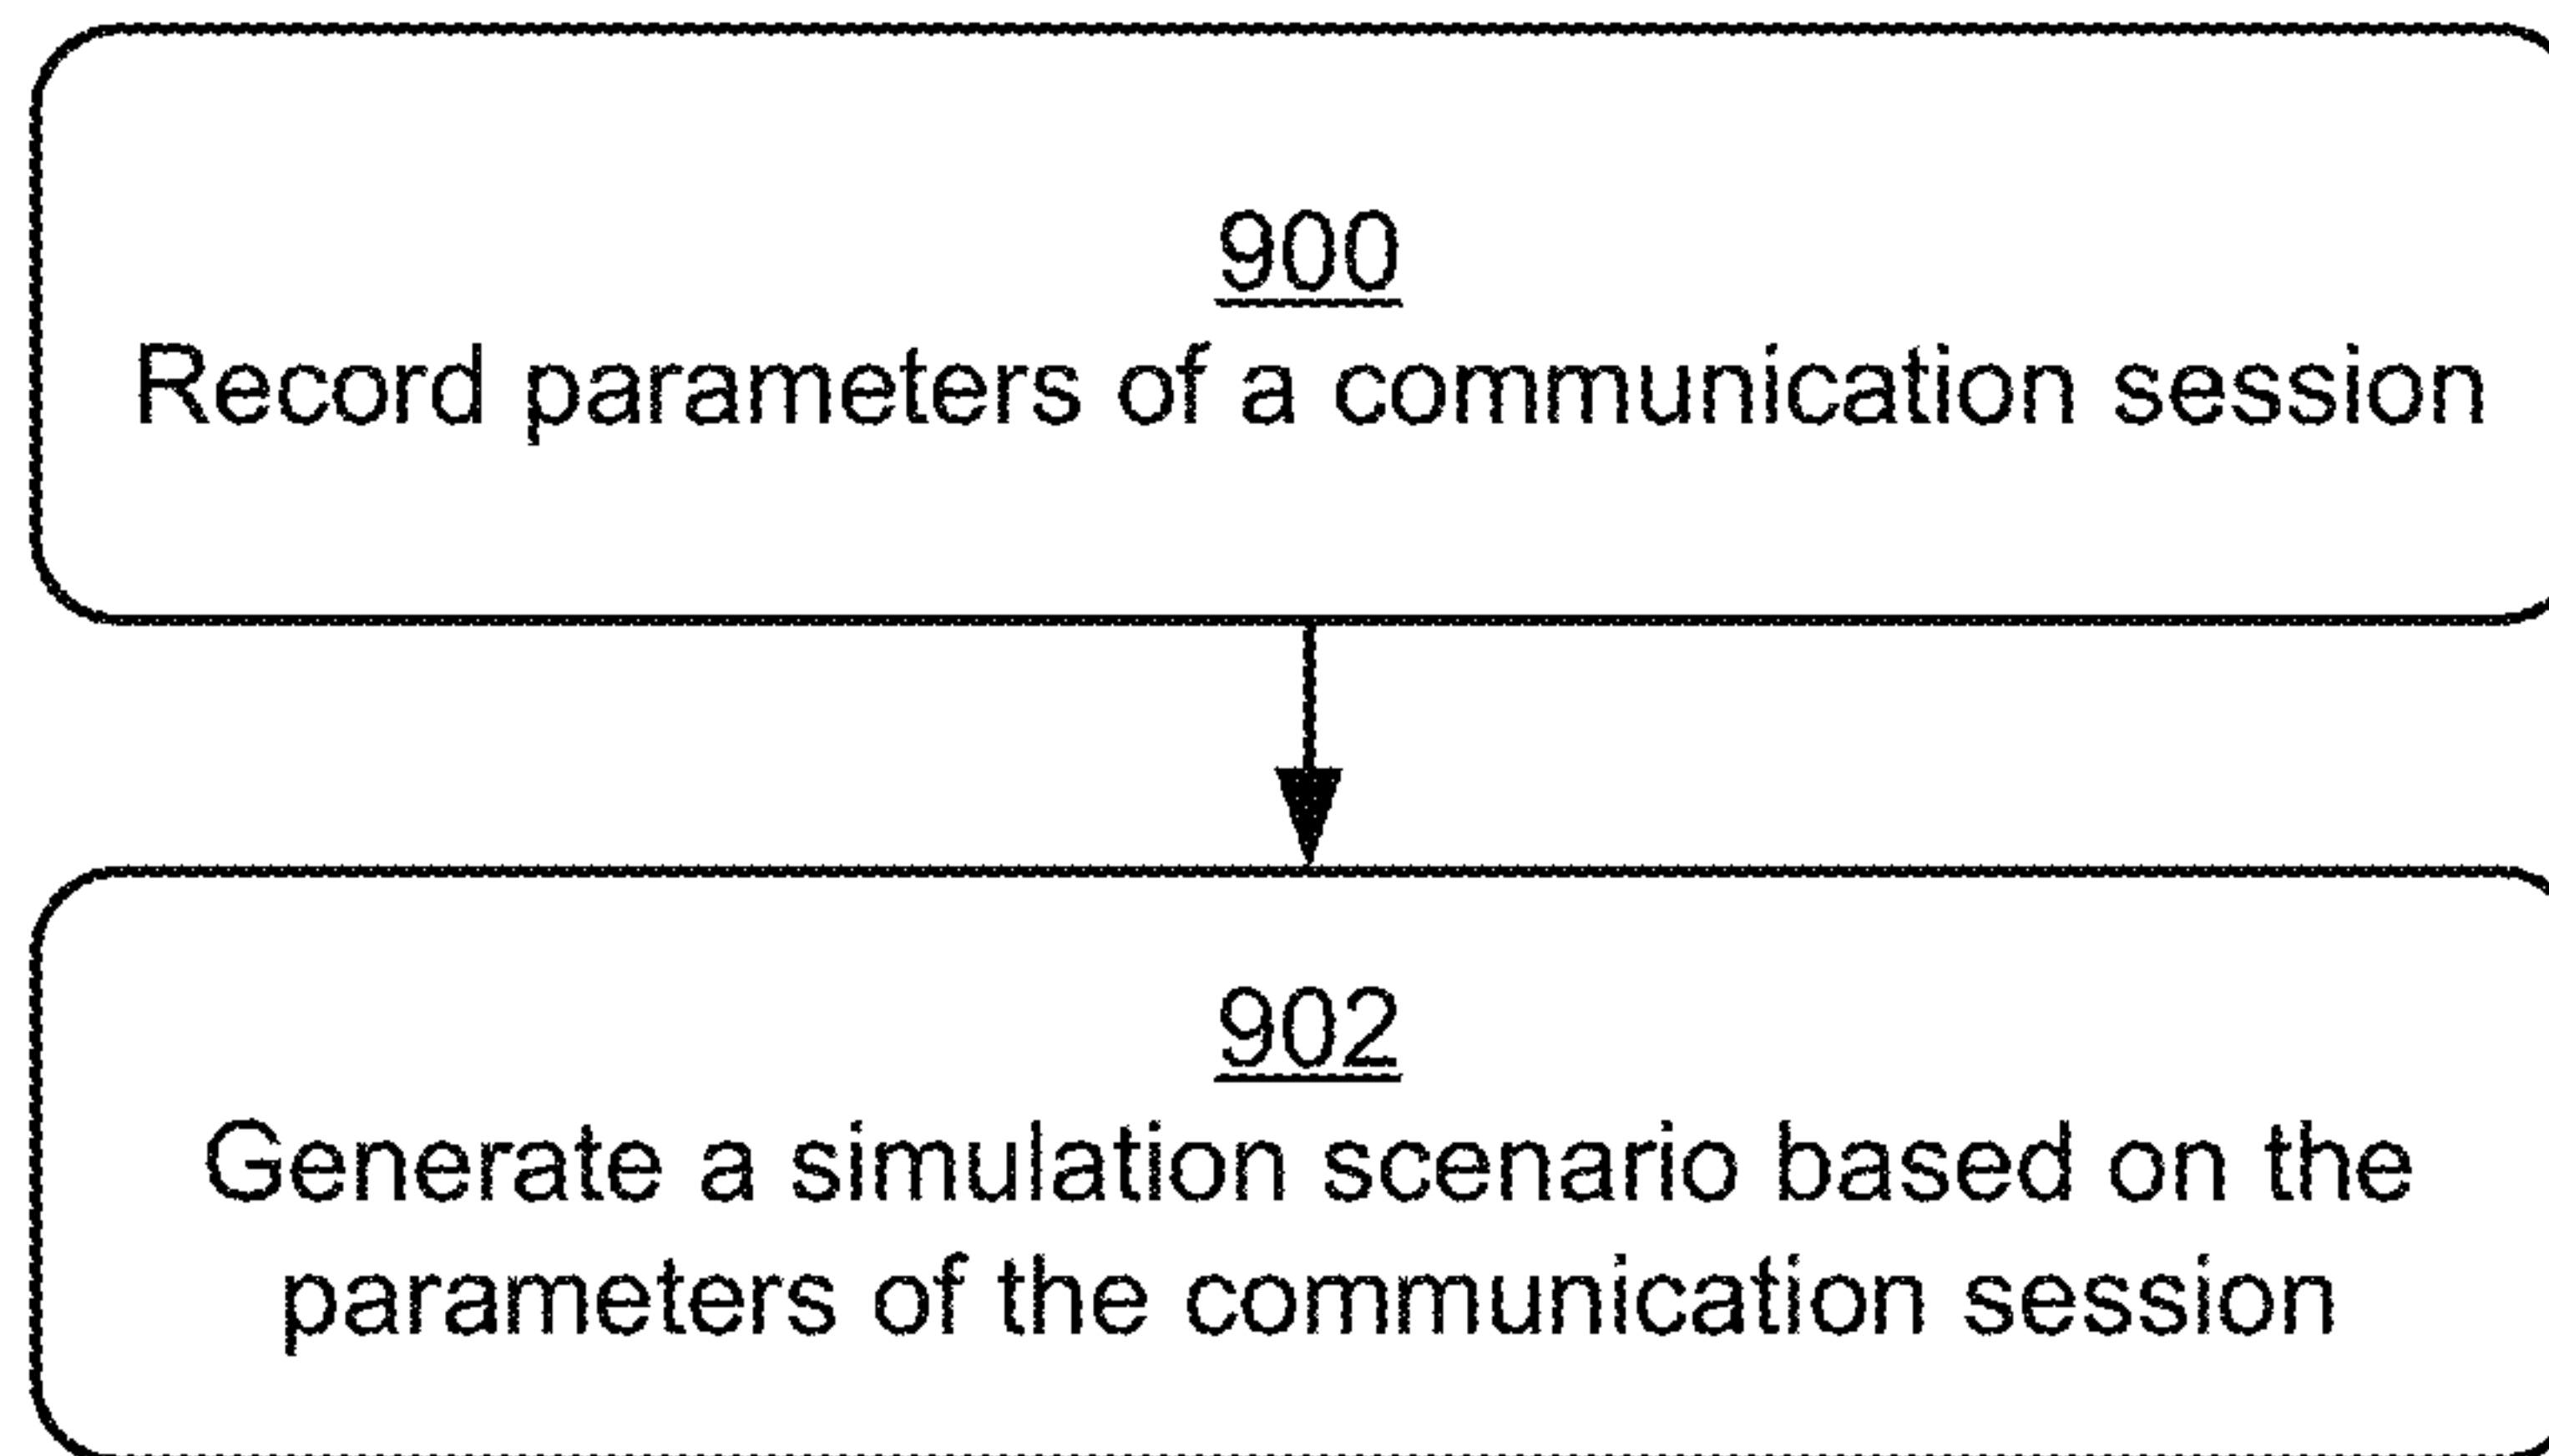 900
Record parameters of a communication session
902
Generate a simulation scenario based on the
parameters of the communication session